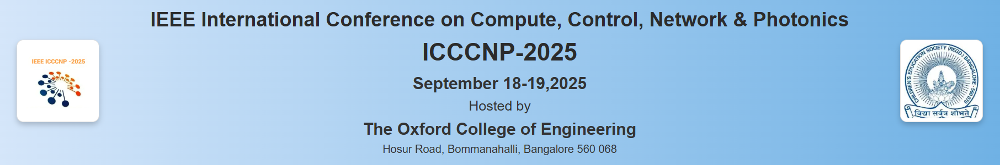 IEEE International Conference on Compute, Control, Network & Photonics
ICCCNP-2025
September 18-19,2025
Hosted by
The Oxford College of Engineering
Hosur Road, Bommanahalli, Bangalore 560 068
IEEE ICCCNP -2025
CHILDREN'S EDUCATION SOCIETY (REGD.) BANGALORE - 560 078
विद्या सर्वत्र शोभते